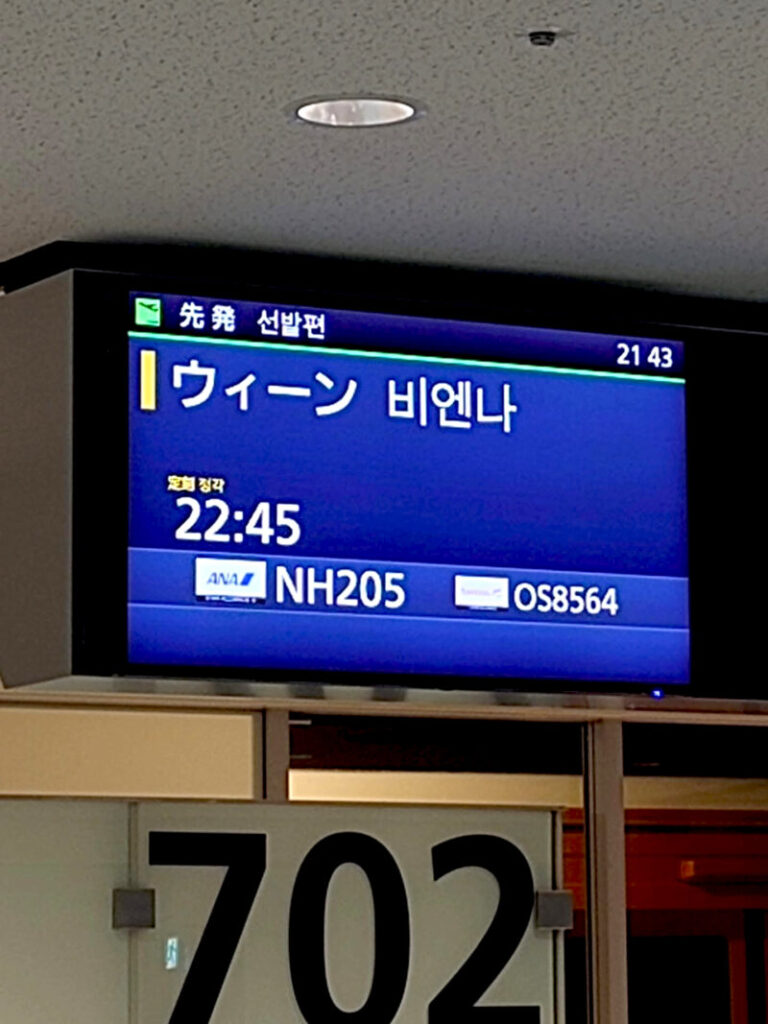 先発 선발편
21 43
ウィーン 비엔나
定刻 정각
22:45
ANA NH205 OS8564
702